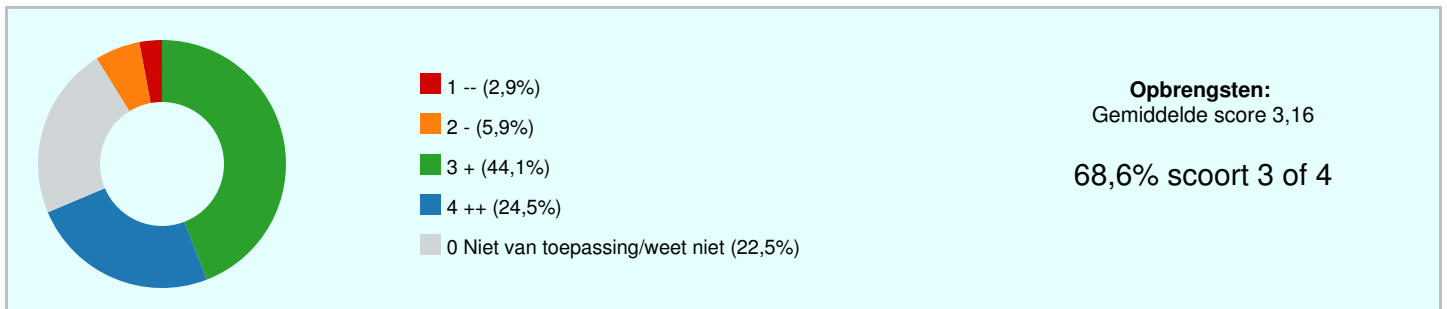 1 -- (2,9%)
2 - (5,9%)
3 + (44,1%)
4 ++ (24,5%)
0 Niet van toepassing/weet niet (22,5%)
Opbrengsten:
Gemiddelde score 3,16
68,6% scoort 3 of 4